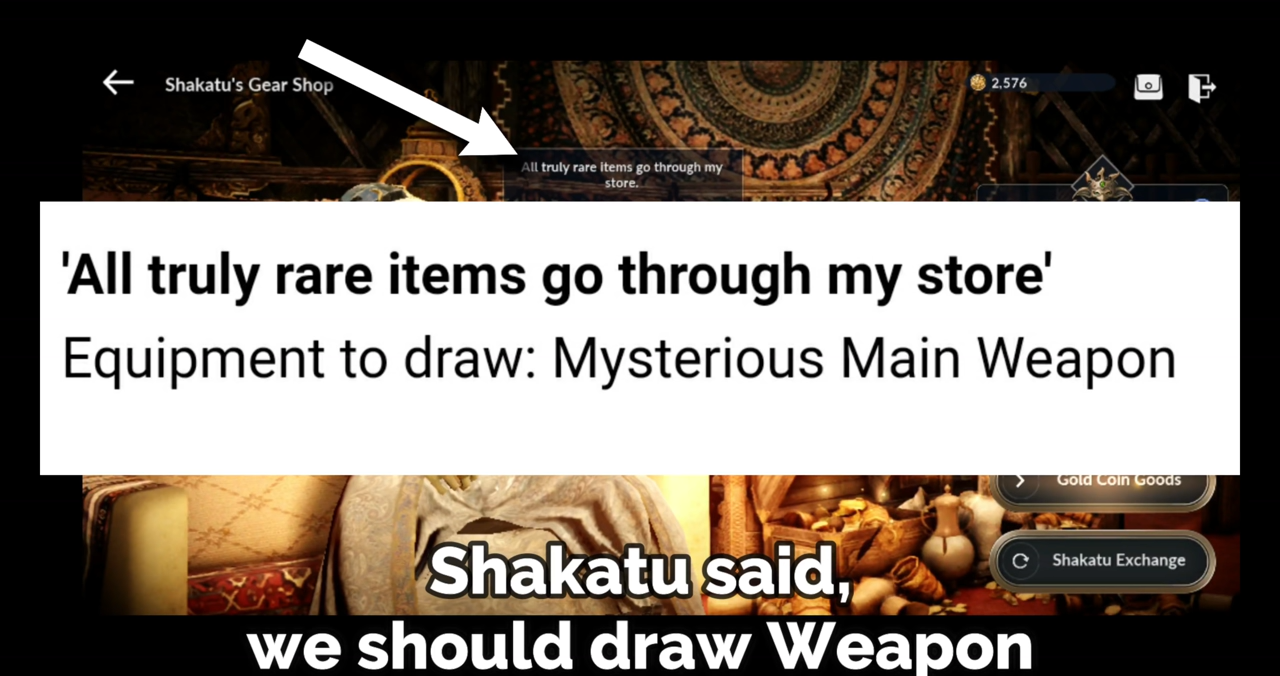 Shakatu's Gear Shop
2,576
All truly rare items go through my
store.
'All truly rare items go through my store'
Equipment to draw: Mysterious Main Weapon
Gold Coin Goods
Shakatu Exchange
Shakatu said,
we should draw Weapon